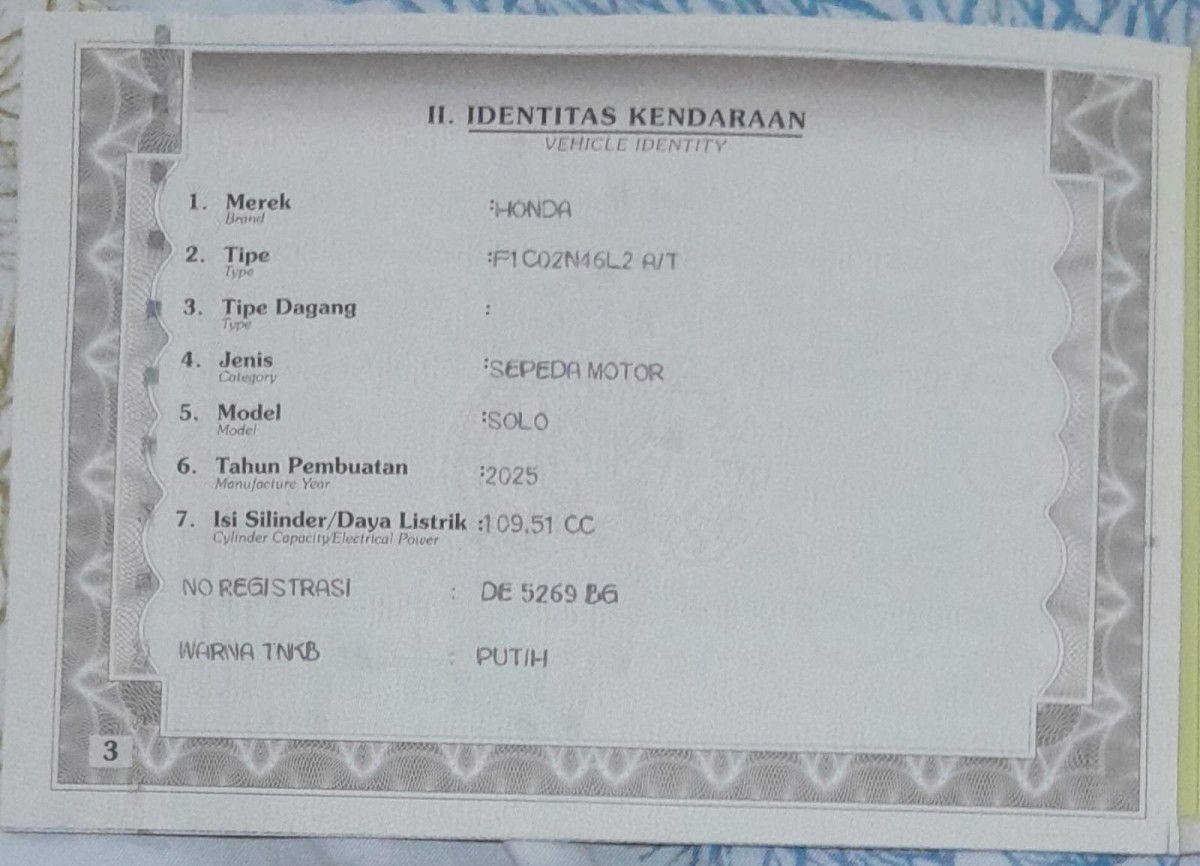 II. IDENTITAS KENDARAAN
VEHICLE IDENTITY
1. Merek :HONDA
Brand
2. Tipe :F1C02N46L2 A/T
Type
3. Tipe Dagang :
Type
4. Jenis :SEPEDA MOTOR
Category
5. Model :SOLO
Model
6. Tahun Pembuatan :2025
Manufacture Year
7. Isi Silinder/Daya Listrik :109.51 CC
Cylinder Capacity/Electrical Power
NO REGISTRASI : DE 5269 BG
WARNA TNKB : PUTIH
3